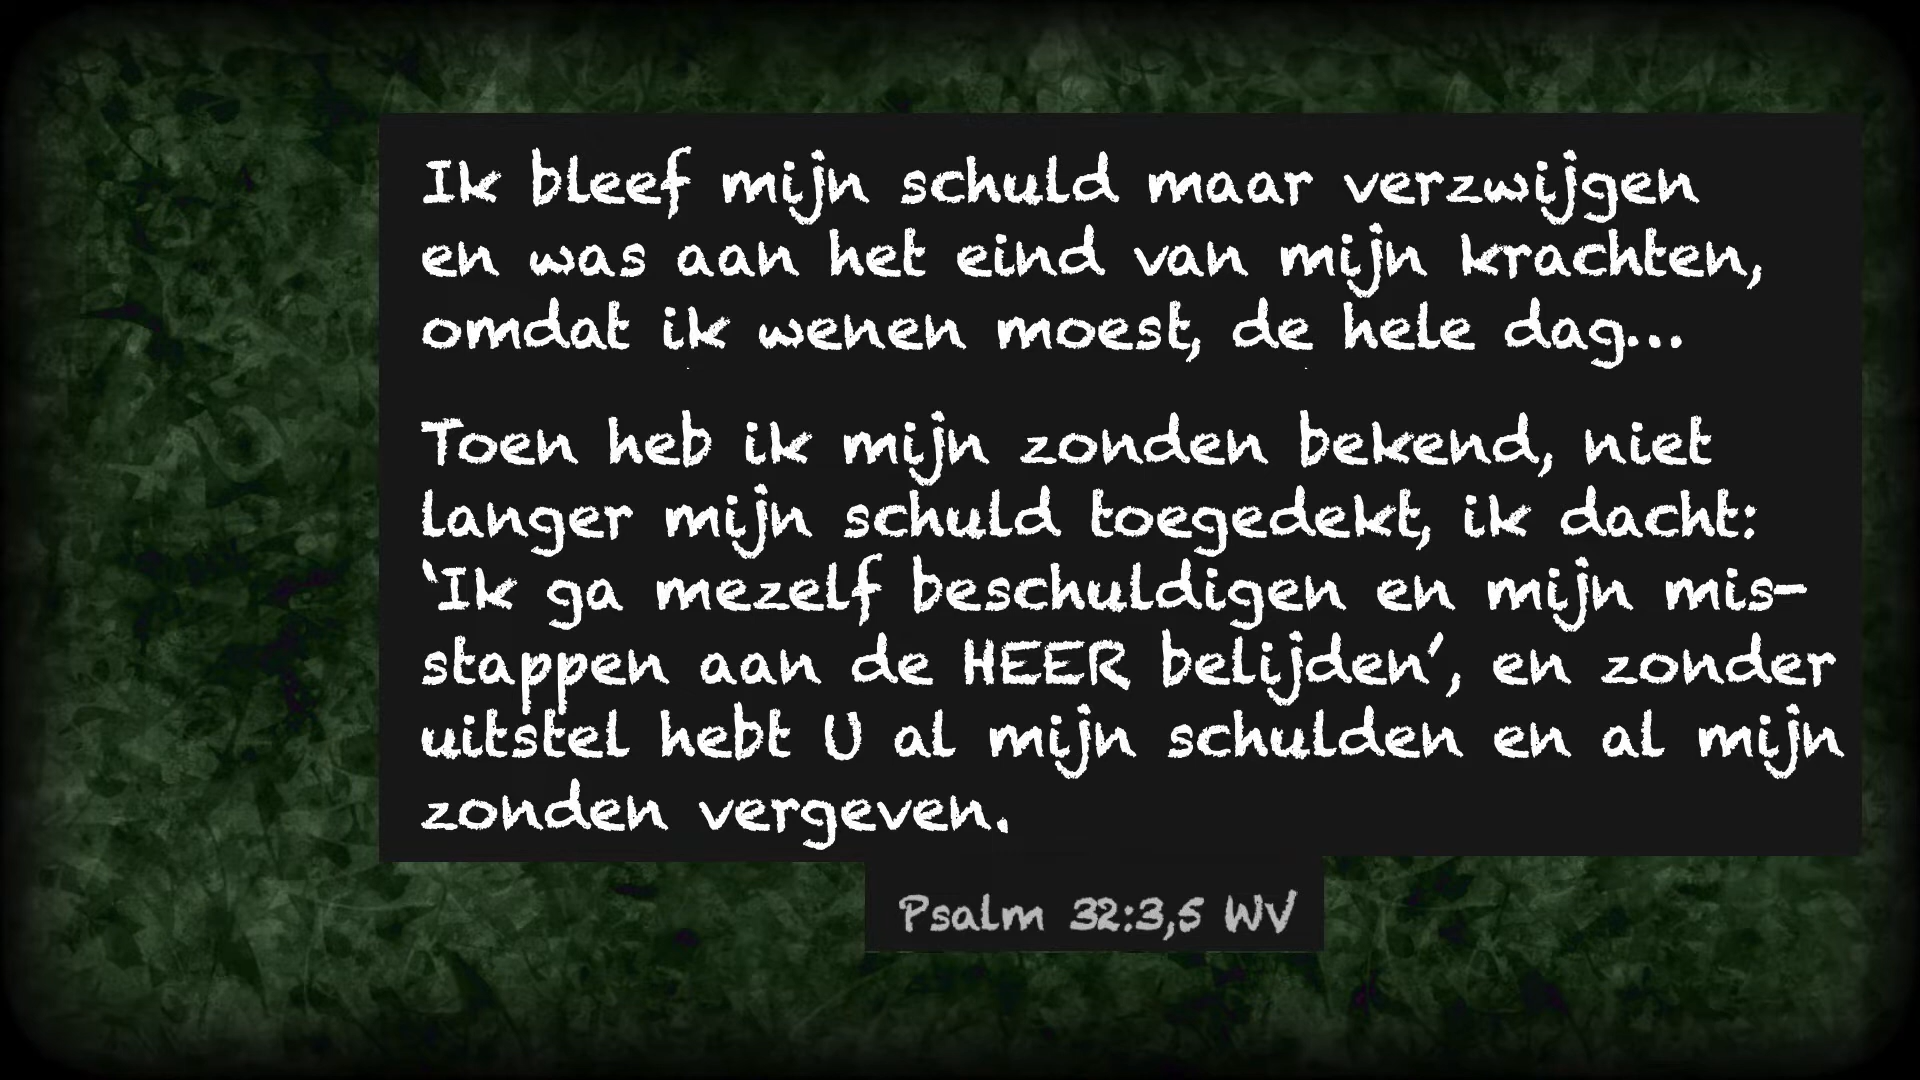 Ik bleef mijn schuld maar verzwijgen
en was aan het eind van mijn krachten,
omdat ik wenen moest, de hele dag...
Toen heb ik mijn zonden bekend, niet
langer mijn schuld toegedekt, ik dacht:
‘Ik ga mezelf beschuldigen en mijn mis-
stappen aan de HEER belijden’, en zonder
uitstel hebt U al mijn schulden en al mijn
zonden vergeven.
Psalm 32:3,5 WV